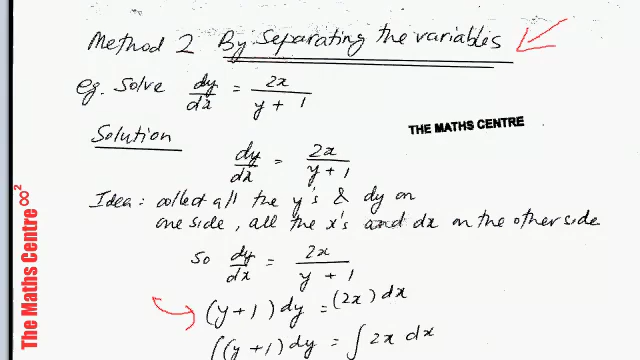 Method 2 By separating the variables
eg. Solve dy/dx = 2x/(y + 1)
THE MATHS CENTRE
Solution
dy/dx = 2x/(y + 1)
Idea: collect all the y's & dy on
one side, all the x's and dx on the other side
So dy/dx = 2x/(y + 1)
(y + 1) dy = (2x) dx
∫(y + 1) dy = ∫ 2x dx
The Maths Centre ∞²